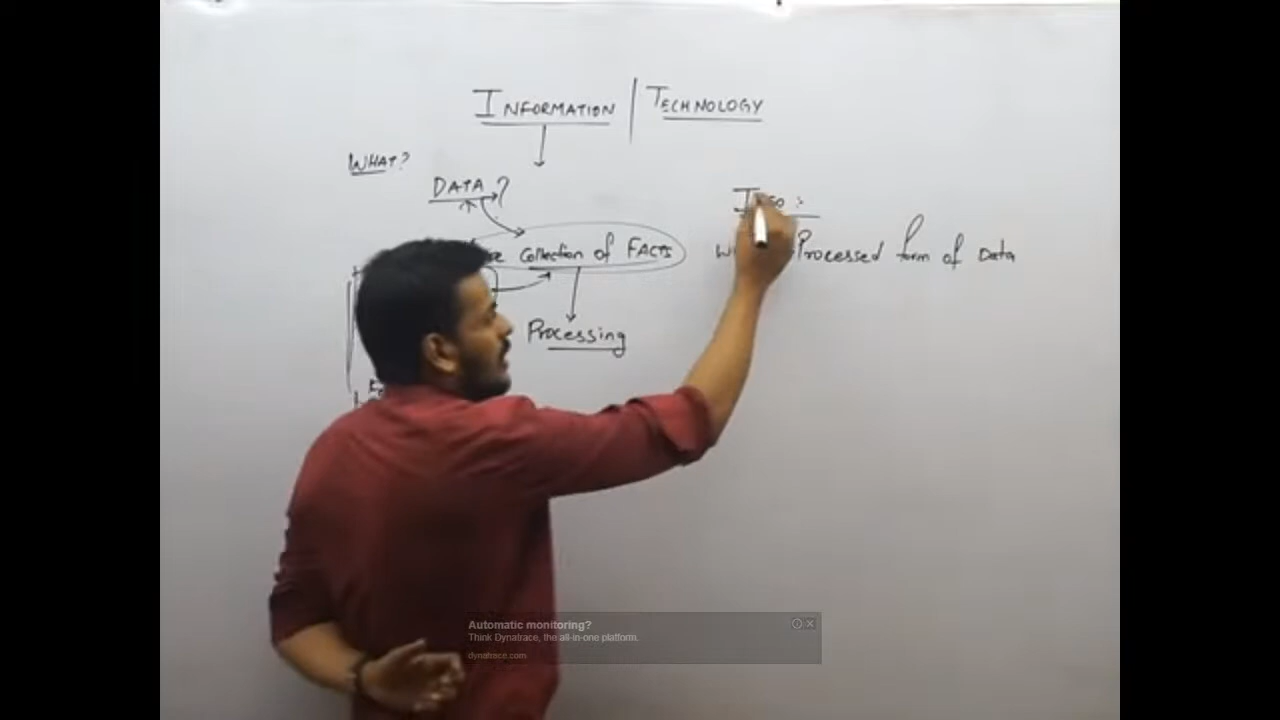 INFORMATION | TECHNOLOGY
WHAT?
DATA ?
Collection of FACTS
Processing
Processed form of Data
Automatic monitoring?
Think Dynatrace, the all-in-one platform.
dynatrace.com